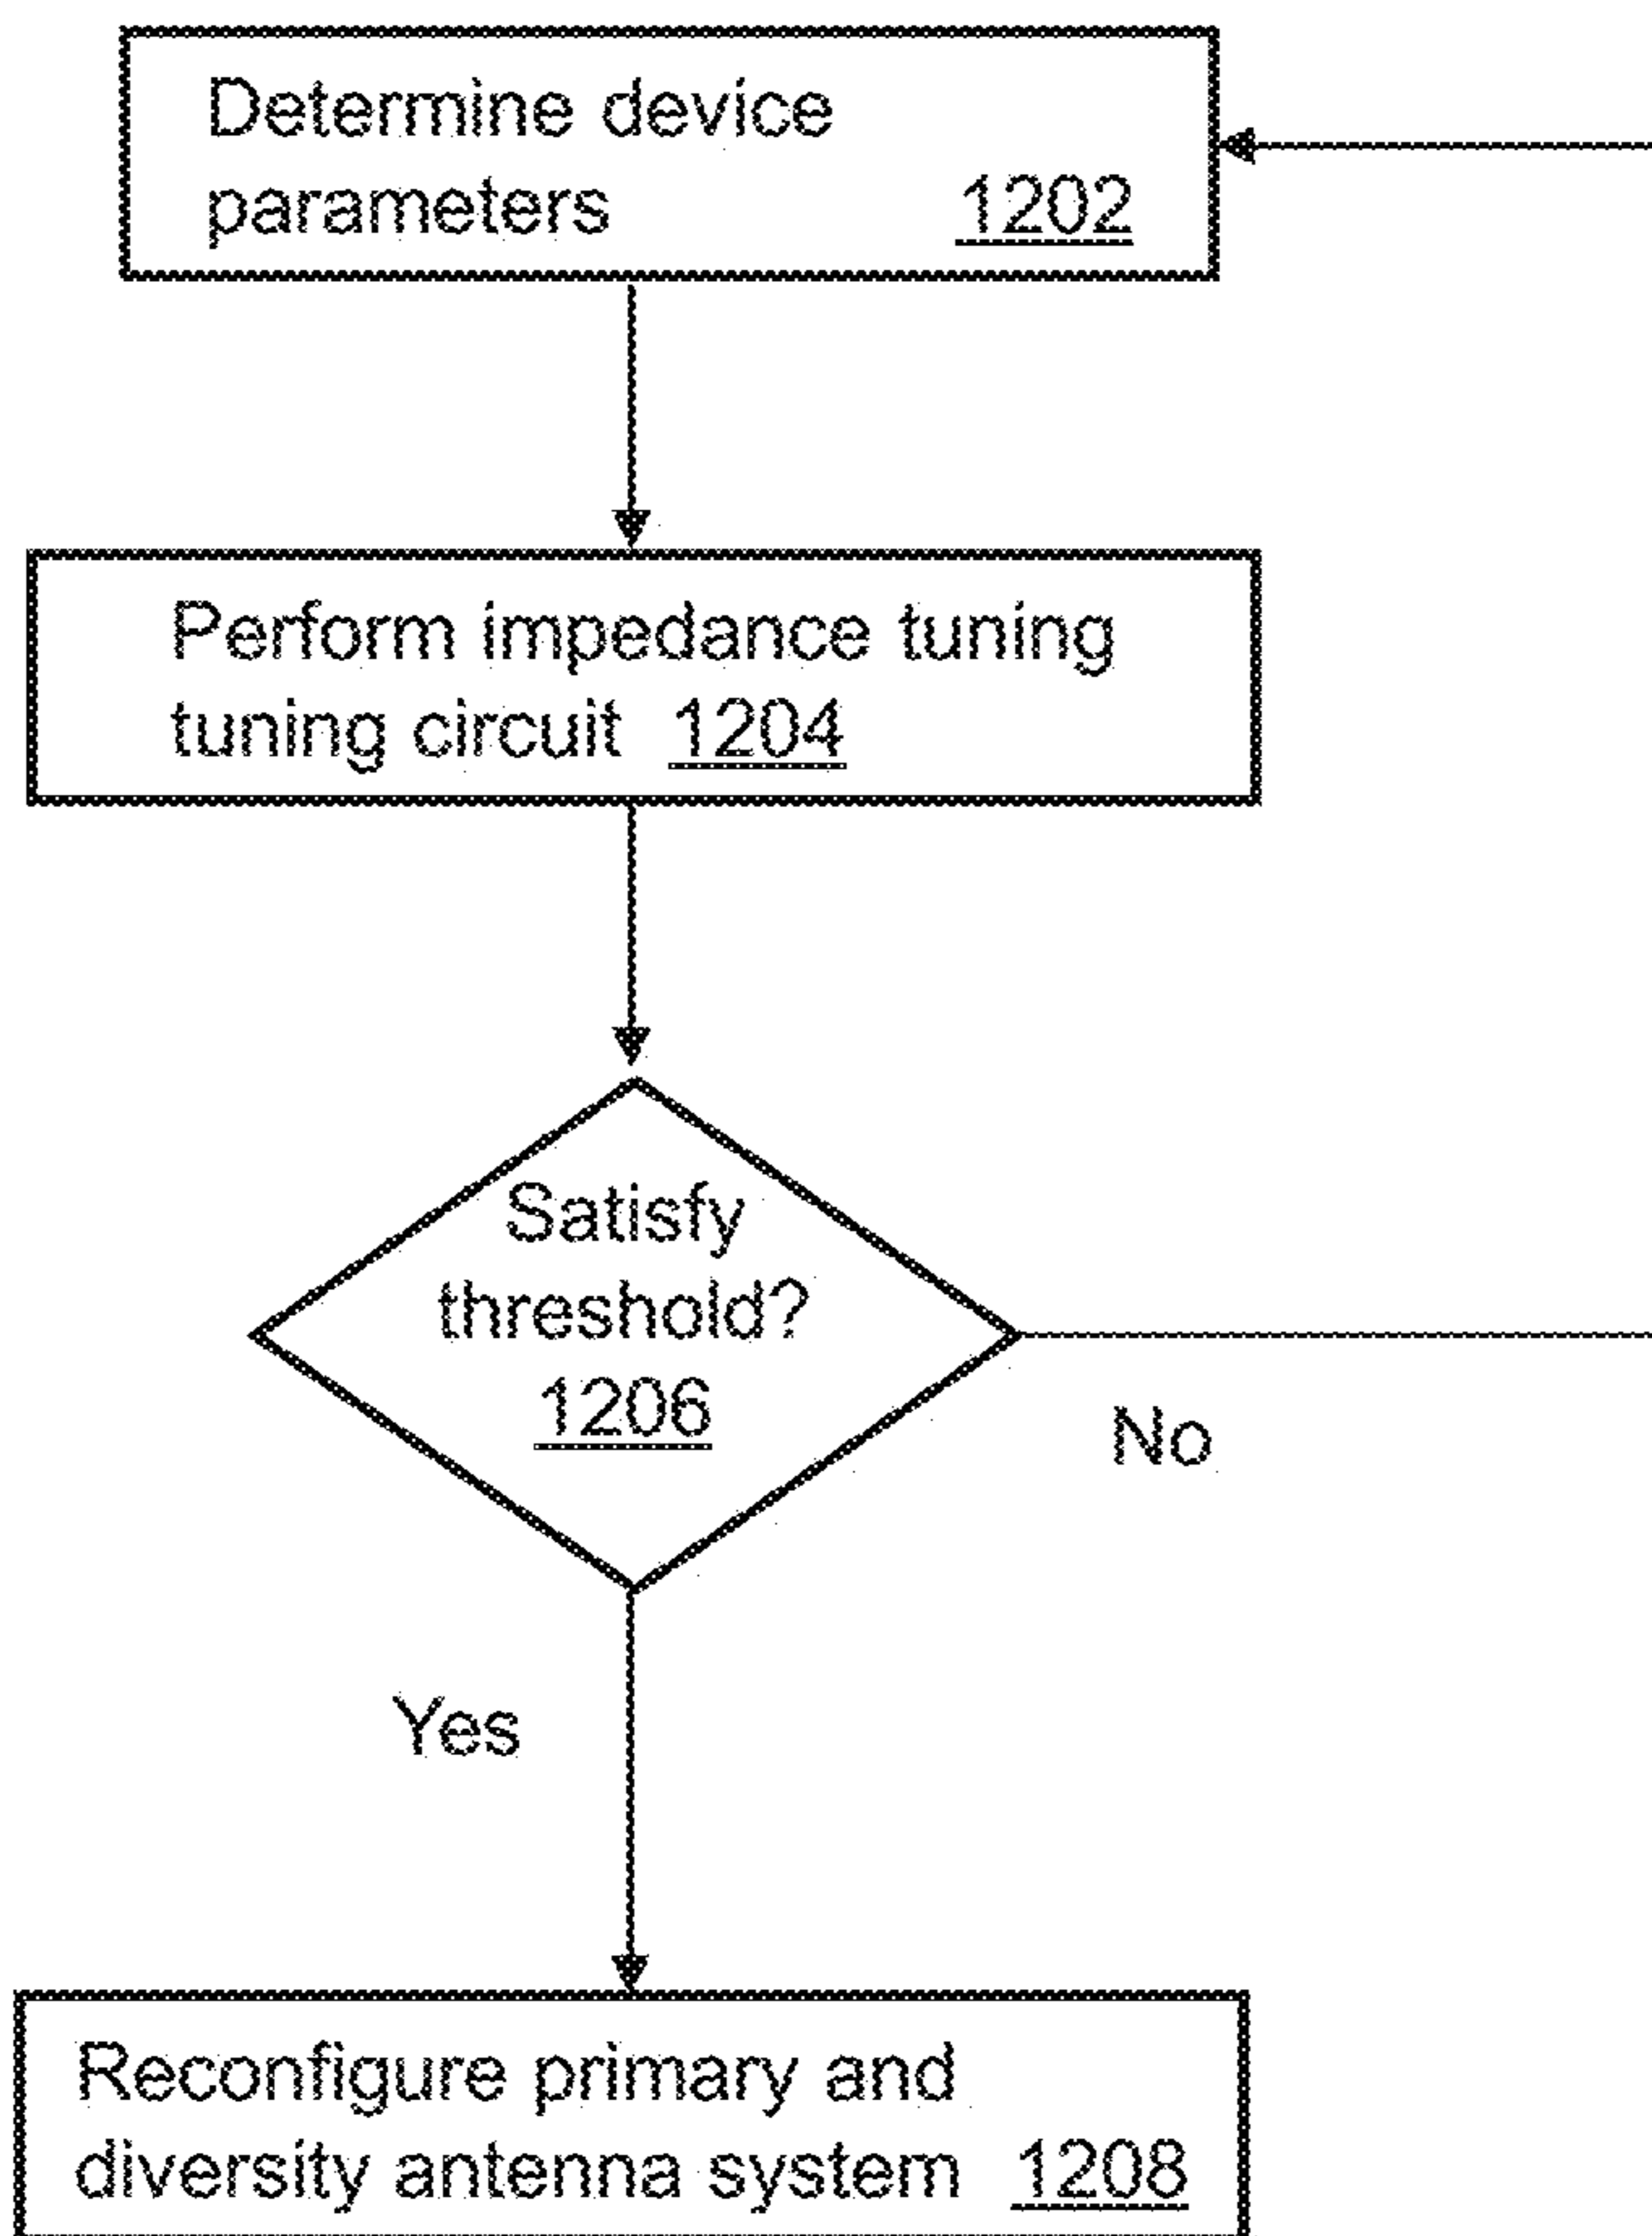 Determine device
parameters 1202
Perform impedance tuning
tuning circuit 1204
Satisfy
threshold?
1206
No
Yes
Reconfigure primary and
diversity antenna system 1208